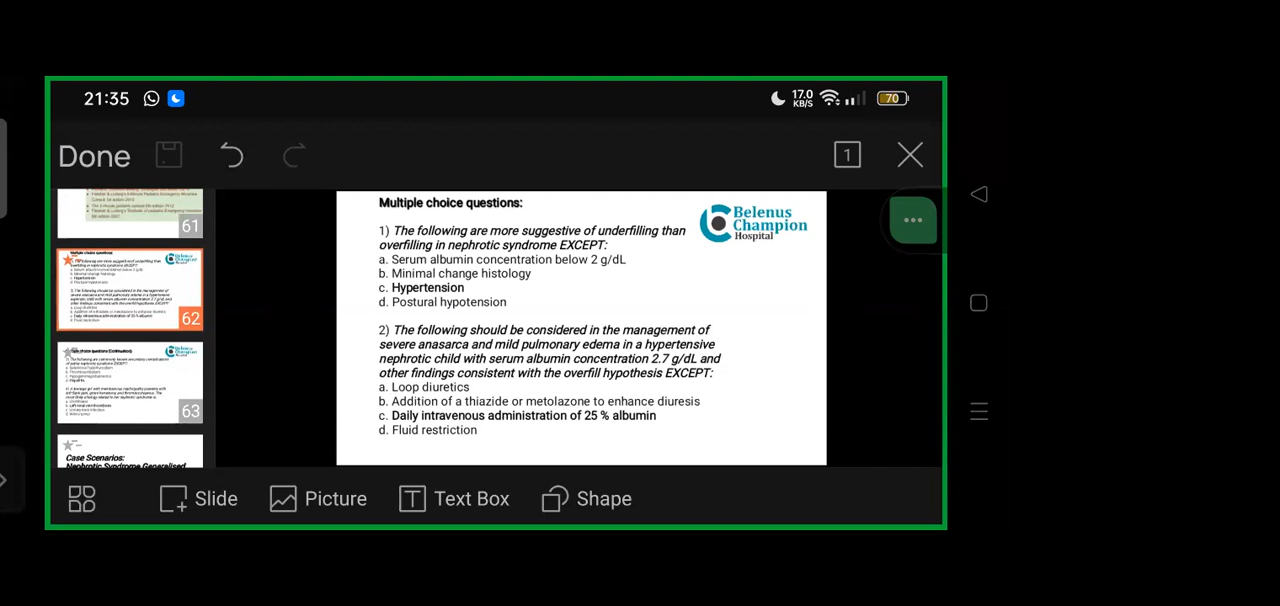 21:35
17.0 KB/S
70
Done
1
61
62
63
Case Scenarios:
Nephrotic Syndrome Generalised
Multiple choice questions:
Belenus
Champion
Hospital
1) The following are more suggestive of underfilling than
overfilling in nephrotic syndrome EXCEPT:
a. Serum albumin concentration below 2 g/dL
b. Minimal change histology
c. Hypertension
d. Postural hypotension
2) The following should be considered in the management of
severe anasarca and mild pulmonary edema in a hypertensive
nephrotic child with serum albumin concentration 2.7 g/dL and
other findings consistent with the overfill hypothesis EXCEPT:
a. Loop diuretics
b. Addition of a thiazide or metolazone to enhance diuresis
c. Daily intravenous administration of 25 % albumin
d. Fluid restriction
Slide
Picture
Text Box
Shape